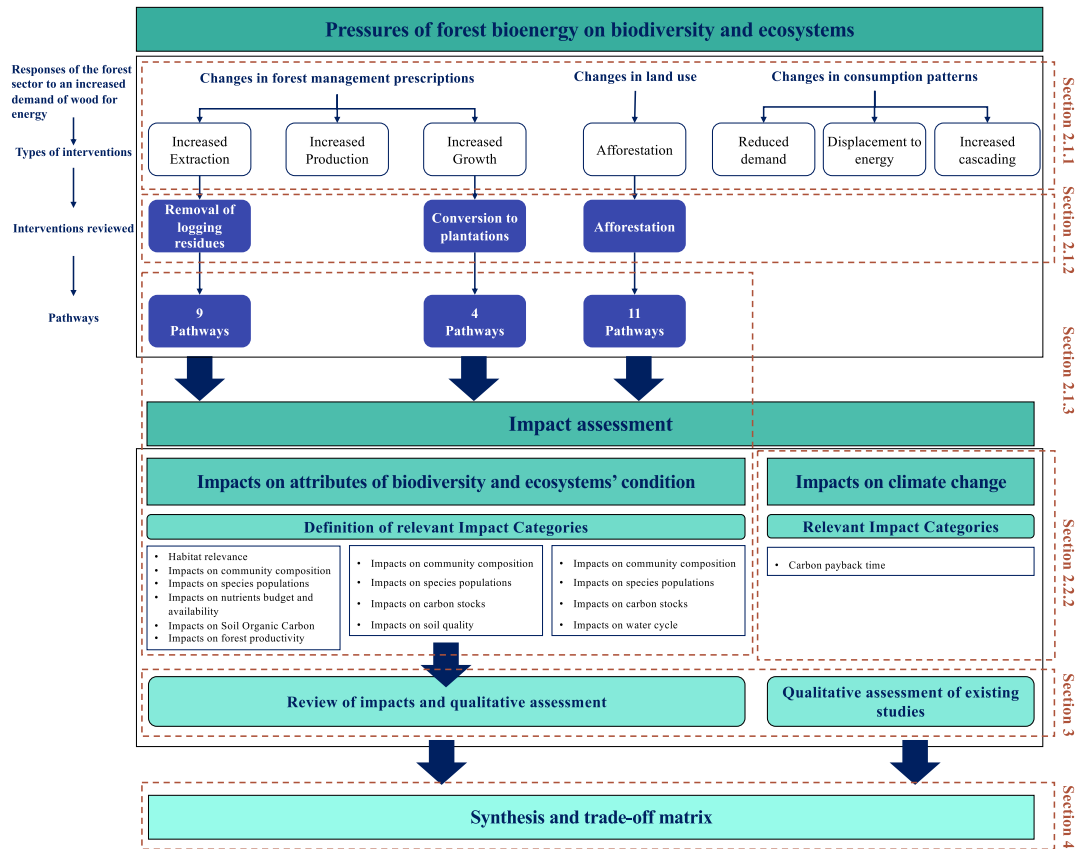 Pressures of forest bioenergy on biodiversity and ecosystems
Responses of the forest
sector to an increased
demand of wood for
energy
Types of interventions
Interventions reviewed
Pathways
Changes in forest management prescriptions
Changes in land use
Changes in consumption patterns
Increased
Extraction
Increased
Production
Increased
Growth
Afforestation
Reduced
demand
Displacement to
energy
Increased
cascading
Section 2.1.1
Removal of
logging
residues
Conversion to
plantations
Afforestation
Section 2.1.2
9
Pathways
4
Pathways
11
Pathways
Section 2.1.3
Impact assessment
Impacts on attributes of biodiversity and ecosystems’ condition
Impacts on climate change
Definition of relevant Impact Categories
Relevant Impact Categories
• Habitat relevance
• Impacts on community composition
• Impacts on species populations
• Impacts on nutrients budget and
availability
• Impacts on Soil Organic Carbon
• Impacts on forest productivity
• Impacts on community composition
• Impacts on species populations
• Impacts on carbon stocks
• Impacts on soil quality
• Impacts on community composition
• Impacts on species populations
• Impacts on carbon stocks
• Impacts on water cycle
• Carbon payback time
Section 2.2.2
Review of impacts and qualitative assessment
Qualitative assessment of existing
studies
Section 3
Synthesis and trade-off matrix
Section 4